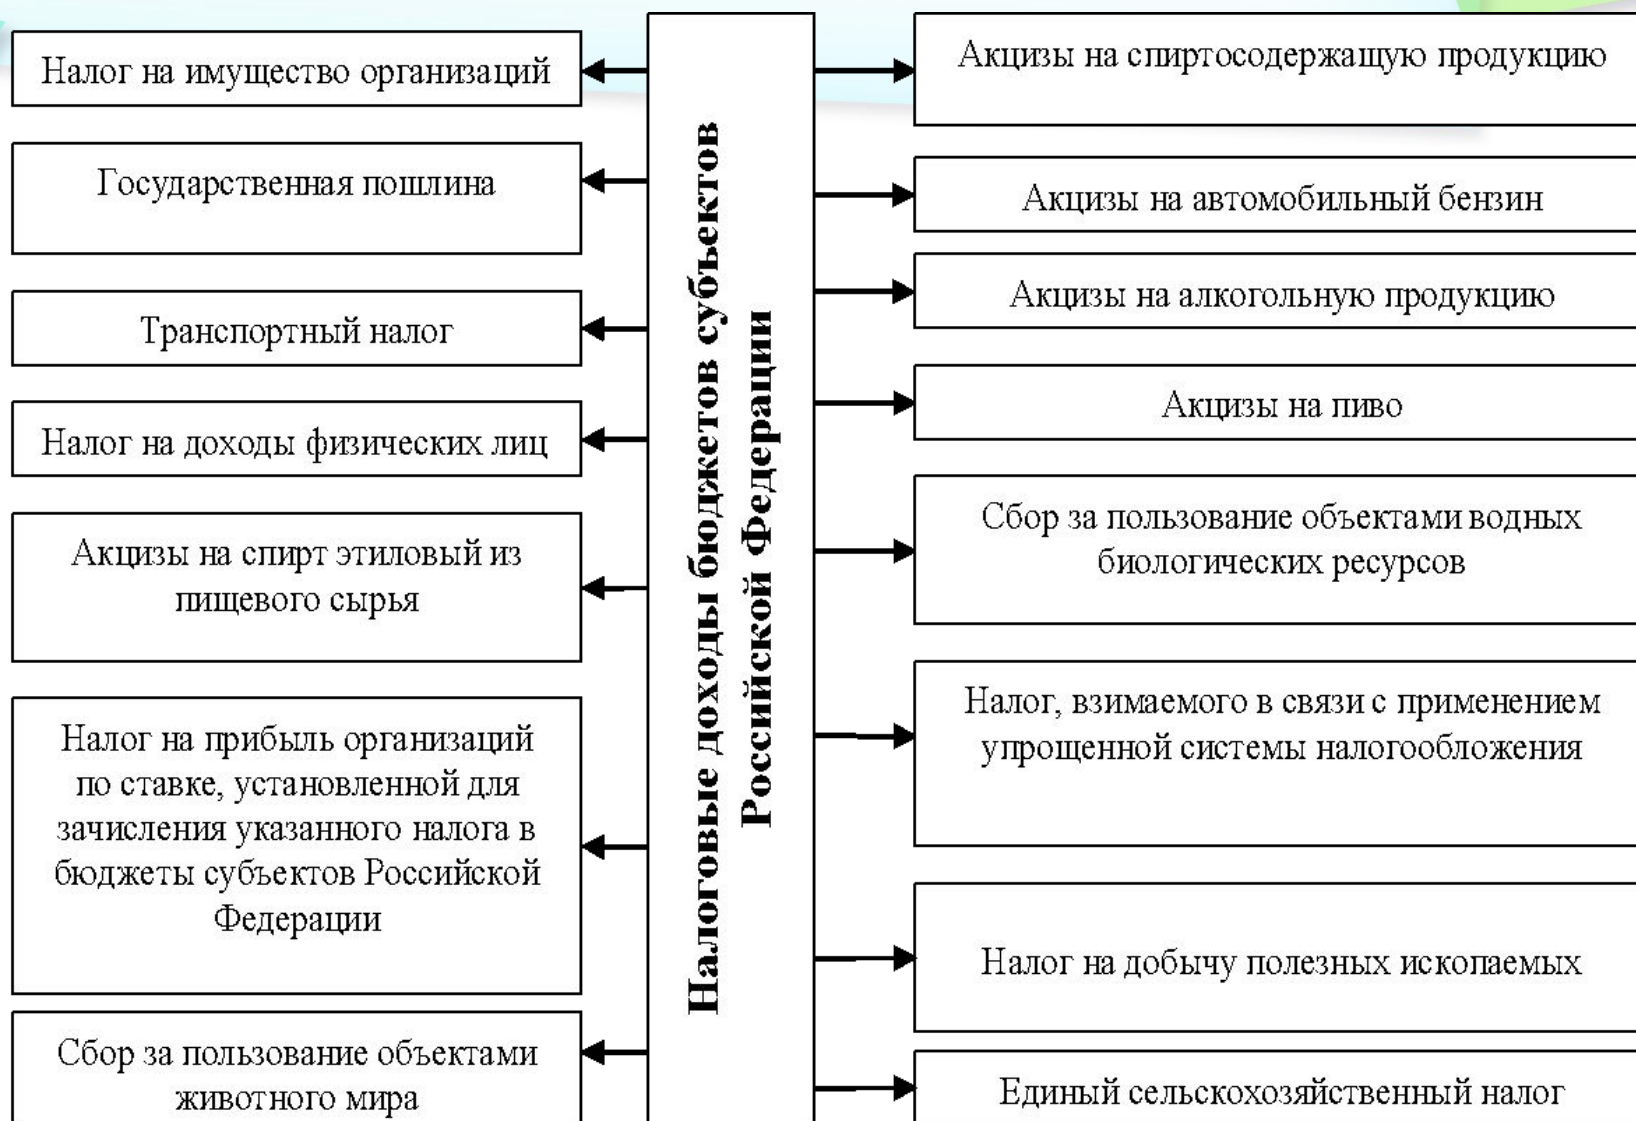 Налог на имущество организаций
Государственная пошлина
Транспортный налог
Налог на доходы физических лиц
Акцизы на спирт этиловый из
пищевого сырья
Налог на прибыль организаций
по ставке, установленной для
зачисления указанного налога в
бюджеты субъектов Российской
Федерации
Сбор за пользование объектами
животного мира
Налоговые доходы бюджетов субъектов
Российской Федерации
Акцизы на спиртосодержащую продукцию
Акцизы на автомобильный бензин
Акцизы на алкогольную продукцию
Акцизы на пиво
Сбор за пользование объектами водных
биологических ресурсов
Налог, взимаемого в связи с применением
упрощенной системы налогообложения
Налог на добычу полезных ископаемых
Единый сельскохозяйственный налог